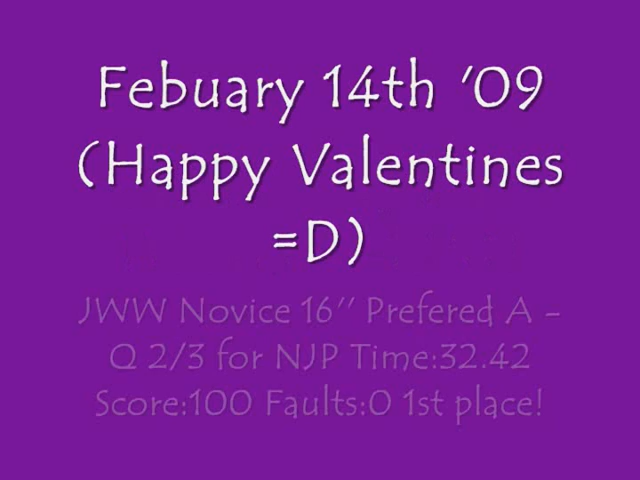 Febuary 14th '09
(Happy Valentines
=D)
JWW Novice 16'' Prefered A -
Q 2/3 for NJP Time:32.42
Score:100 Faults:0 1st place!